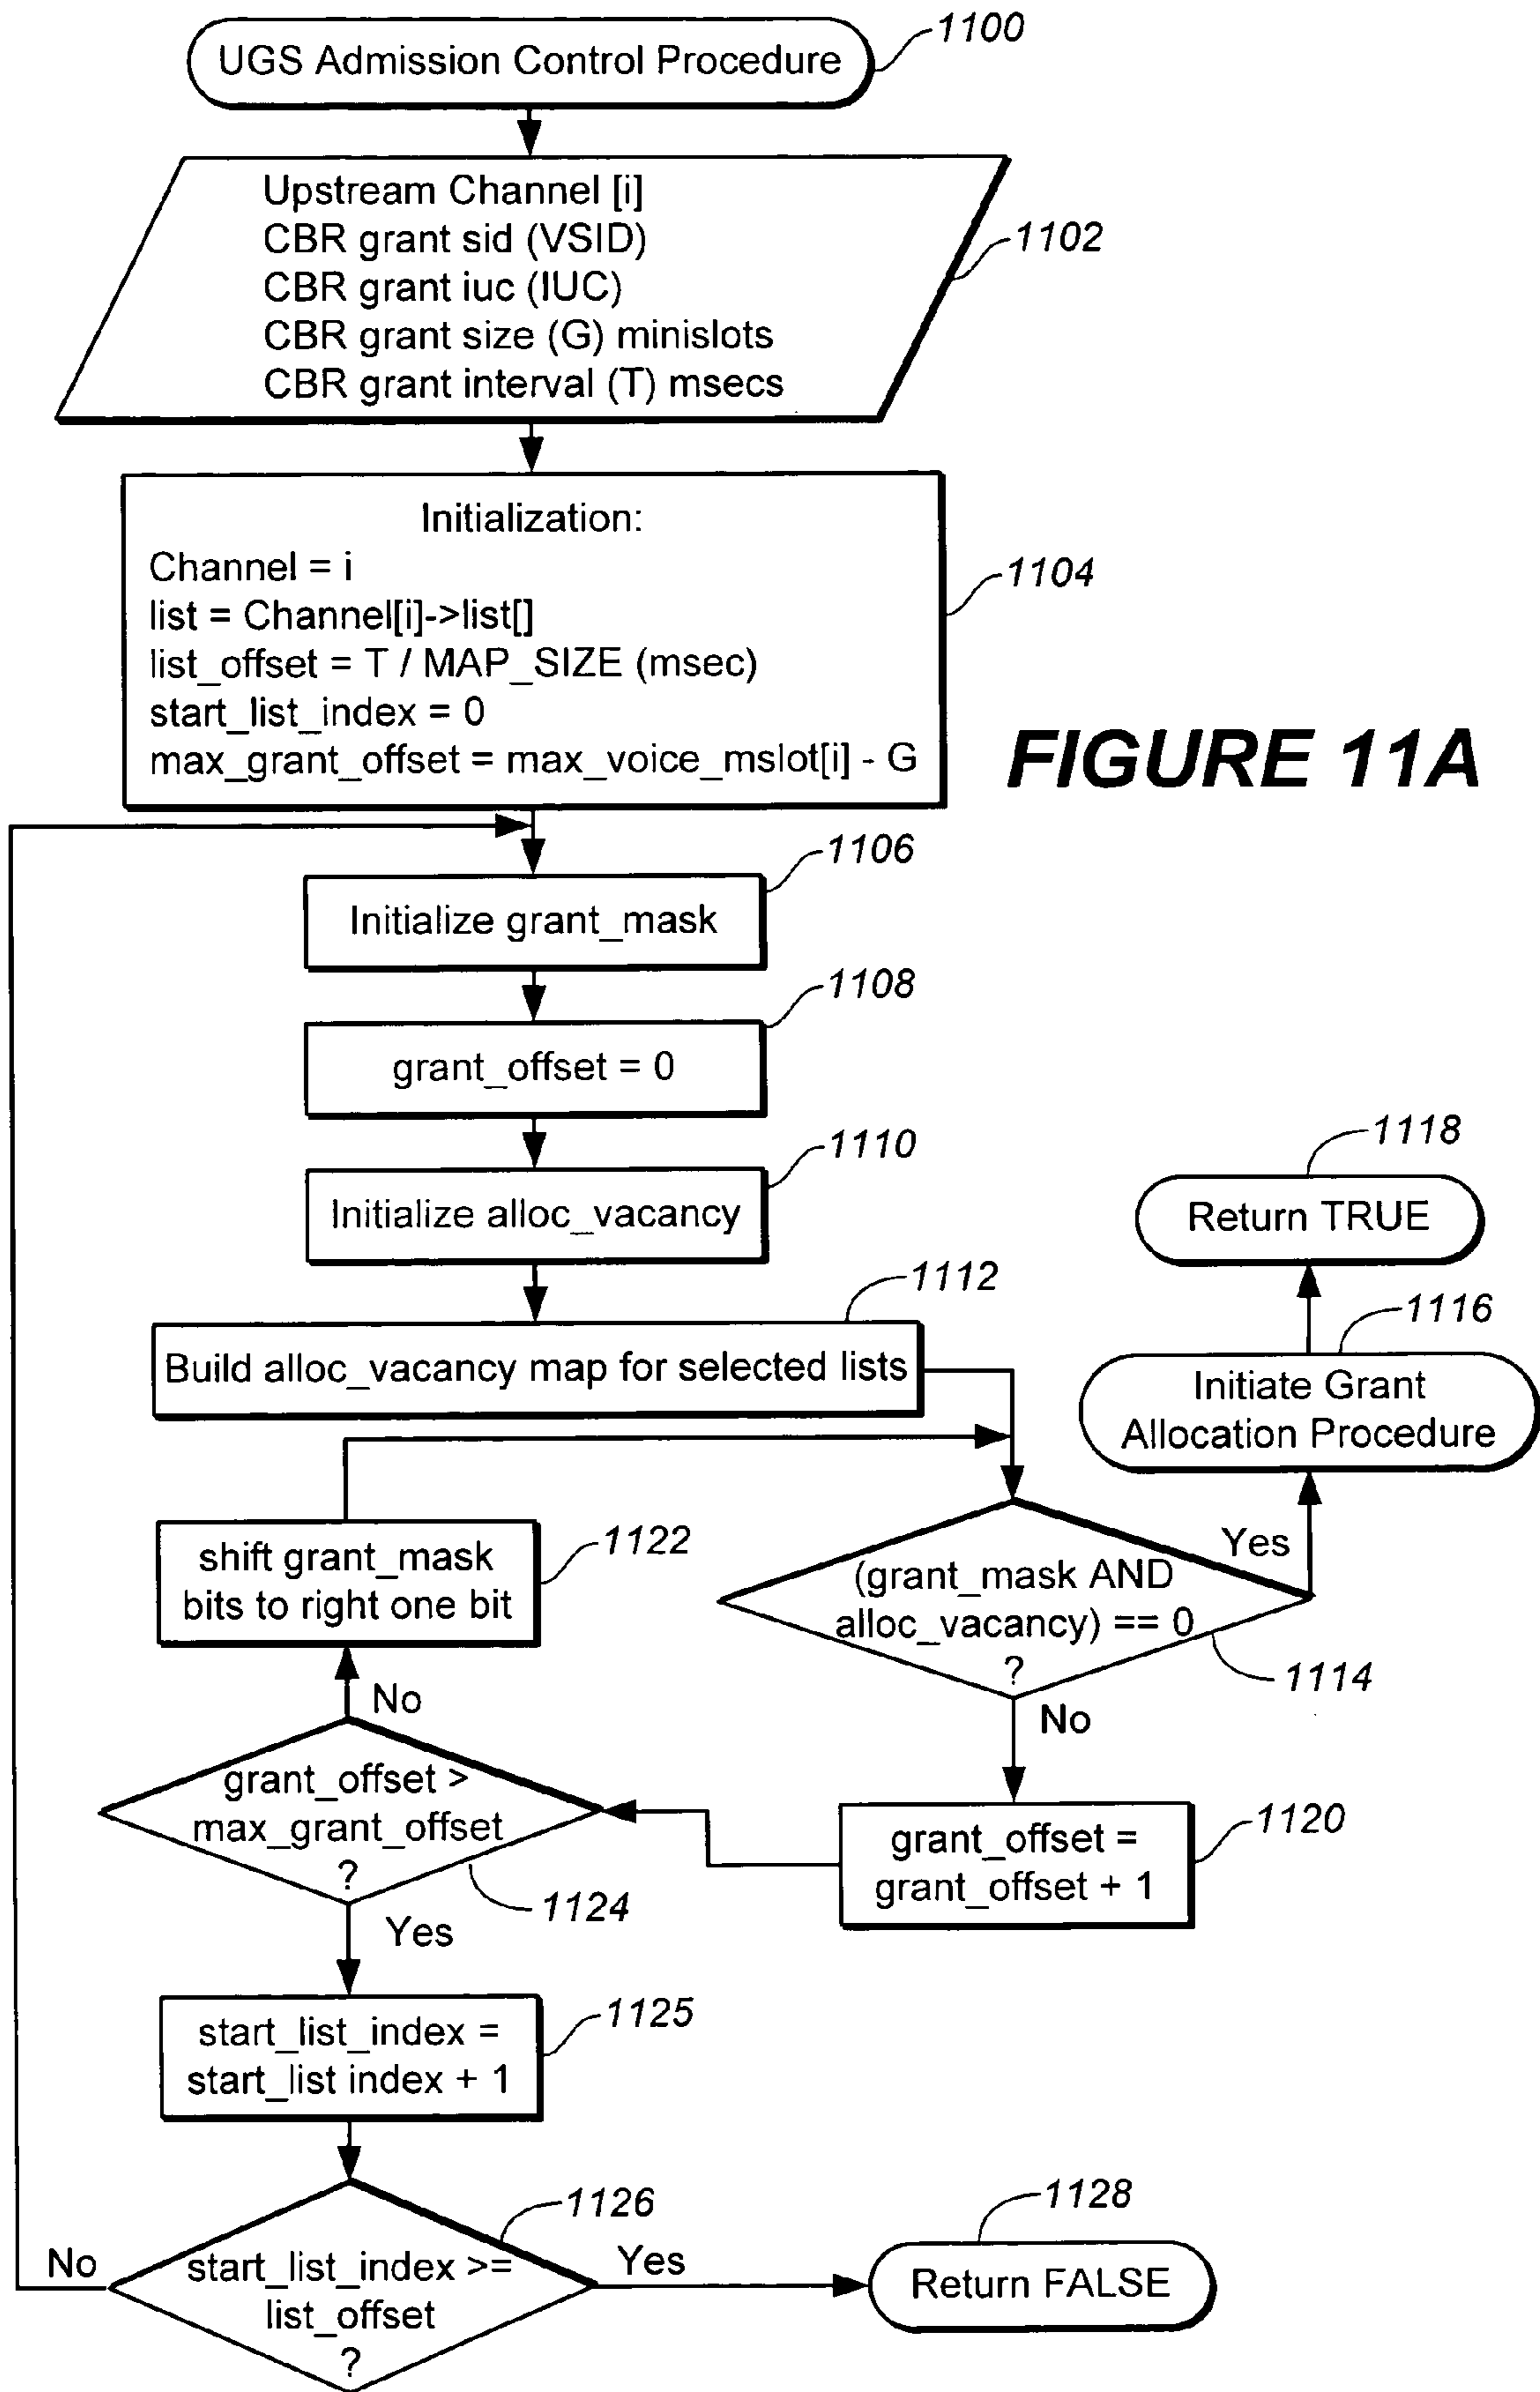 UGS Admission Control Procedure
1100
Upstream Channel [i]
CBR grant sid (VSID)
CBR grant iuc (IUC)
CBR grant size (G) minislots
CBR grant interval (T) msecs
1102
Initialization:
Channel = i
list = Channel[i]->list[]
list_offset = T / MAP_SIZE (msec)
start_list_index = 0
max_grant_offset = max_voice_mslot[i] - G
1104
FIGURE 11A
1106
Initialize grant_mask
1108
grant_offset = 0
1110
Initialize alloc_vacancy
1118
Return TRUE
1112
Build alloc_vacancy map for selected lists
1116
Initiate Grant
Allocation Procedure
shift grant_mask
bits to right one bit
1122
Yes
(grant_mask AND
alloc_vacancy) == 0
?
1114
No
No
grant_offset >
max_grant_offset
?
1124
Yes
grant_offset =
grant_offset + 1
1120
start_list_index =
start_list index + 1
1125
1126
start_list_index >=
list_offset
?
No
Yes
1128
Return FALSE